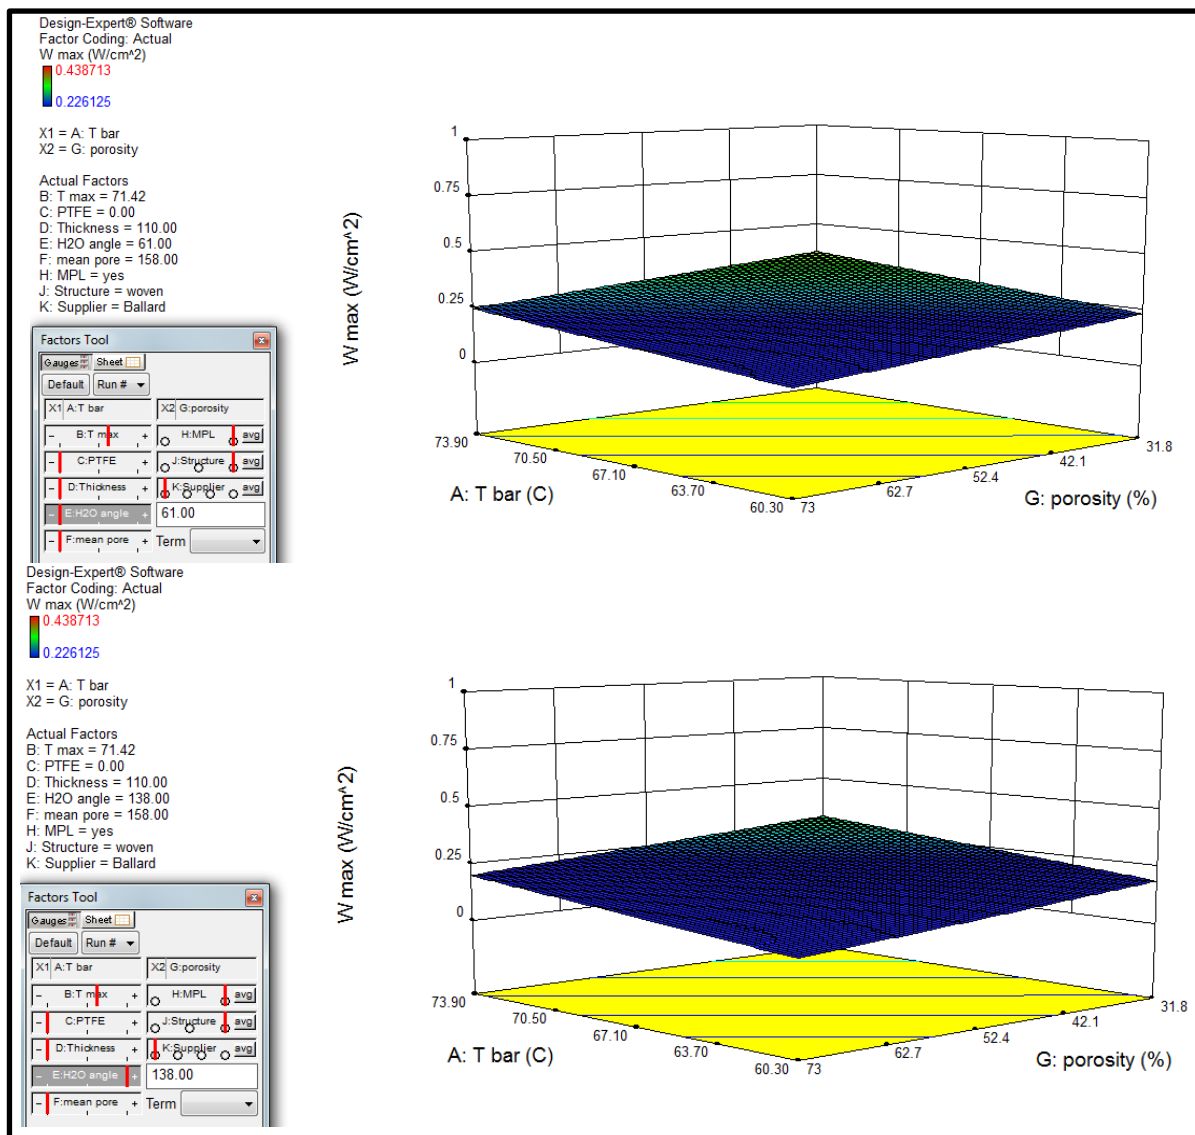 Design-Expert® Software
Factor Coding: Actual
W max (W/cm^2)
0.438713
0.226125
X1 = A: T bar
X2 = G: porosity
Actual Factors
B: T max = 71.42
C: PTFE = 0.00
D: Thickness = 110.00
E: H2O angle = 61.00
F: mean pore = 158.00
H: MPL = yes
J: Structure = woven
K: Supplier = Ballard
Factors Tool
Gauges Sheet
Default Run #
X1 A:T bar X2 G:porosity
- B:T max + H:MPL avg
- C:PTFE + J:Structure avg
- D:Thickness + K:Supplier avg
- E:H2O angle + 61.00
- F:mean pore + Term
W max (W/cm^2)
1
0.75
0.5
0.25
0
73.90
70.50
67.10
63.70
60.30
73
62.7
52.4
42.1
31.8
A: T bar (C)
G: porosity (%)
Design-Expert® Software
Factor Coding: Actual
W max (W/cm^2)
0.438713
0.226125
X1 = A: T bar
X2 = G: porosity
Actual Factors
B: T max = 71.42
C: PTFE = 0.00
D: Thickness = 110.00
E: H2O angle = 138.00
F: mean pore = 158.00
H: MPL = yes
J: Structure = woven
K: Supplier = Ballard
Factors Tool
Gauges Sheet
Default Run #
X1 A:T bar X2 G:porosity
- B:T max + H:MPL avg
- C:PTFE + J:Structure avg
- D:Thickness + K:Supplier avg
- E:H2O angle + 138.00
- F:mean pore + Term
W max (W/cm^2)
1
0.75
0.5
0.25
0
73.90
70.50
67.10
63.70
60.30
73
62.7
52.4
42.1
31.8
A: T bar (C)
G: porosity (%)